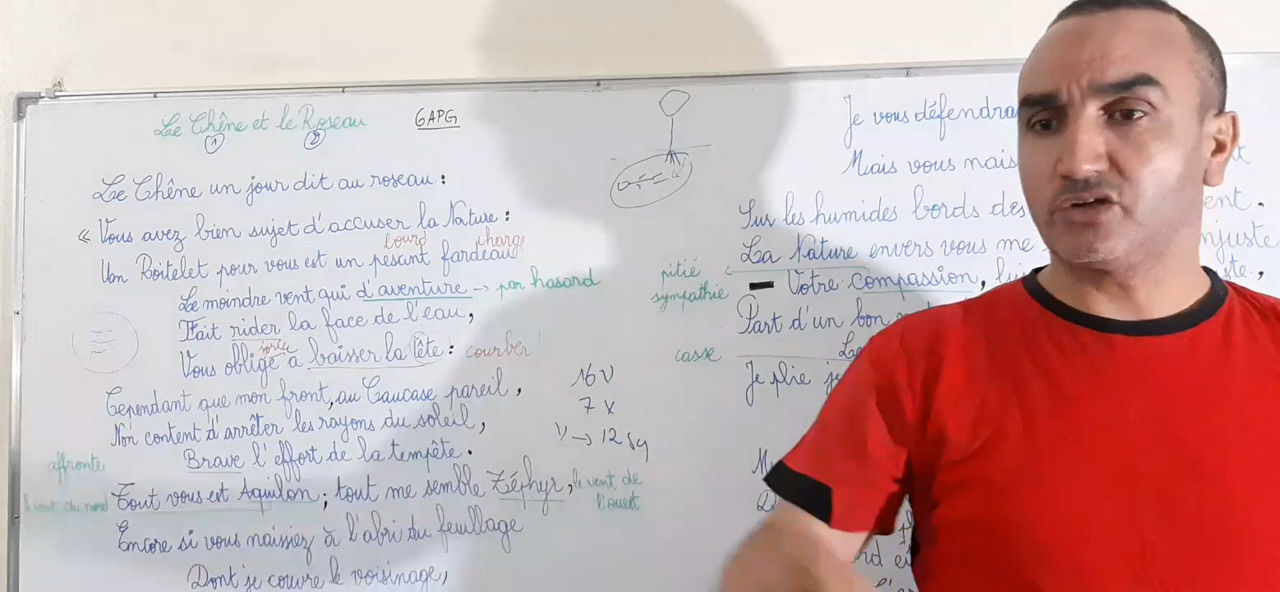 Le Chêne et le Roseau
6APG
1
2
Le Chêne un jour dit au roseau :
« Vous avez bien sujet d'accuser la Nature :
lourd charge
Un Roitelet pour vous est un pesant fardeau
Le moindre vent qui d'aventure → par hasard
Fait rider la face de l'eau,
Vous oblige à baisser la tête : courber
Cependant que mon front, au Caucase pareil,
Non content d'arrêter les rayons du soleil,
Brave l'effort de la tempête.
affronte
Tout vous est Aquilon ; tout me semble Zéphyr, le vent de l'ouest
le vent du nord
Encore si vous naissiez à l'abri du feuillage
Dont je couvre le voisinage,
16 V
7 x
V → 12 sy
Je vous défendra
Mais vous nais
Sur les humides bords des
La Nature envers vous me njuste
pitié
sympathie
Votre compassion, lui
Part d'un bon
casse
Je plie